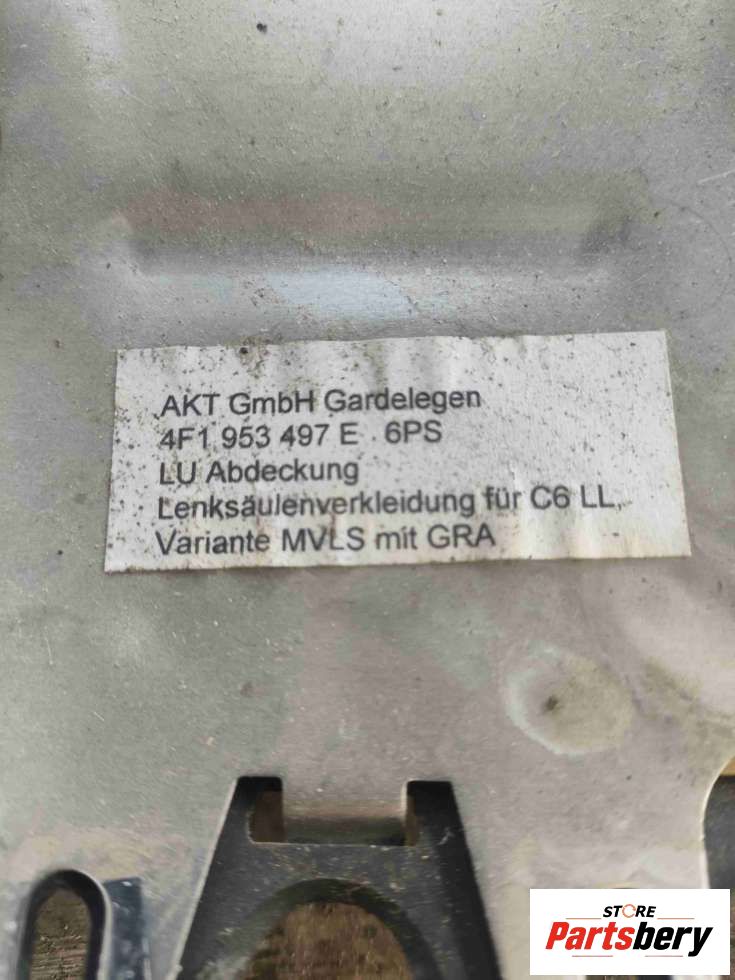 AKT GmbH Gardelegen
4F1 953 497 E 6PS
LU Abdeckung
Lenksäulenverkleidung für C6 LL,
Variante MVLS mit GRA
STORE
Partsbery